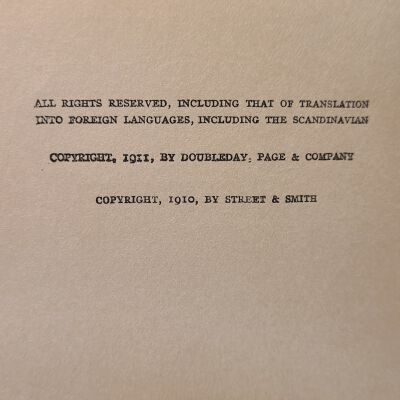 ALL RIGHTS RESERVED, INCLUDING THAT OF TRANSLATION
INTO FOREIGN LANGUAGES, INCLUDING THE SCANDINAVIAN
COPYRIGHT, 1911, BY DOUBLEDAY, PAGE & COMPANY
COPYRIGHT, 1910, BY STREET & SMITH